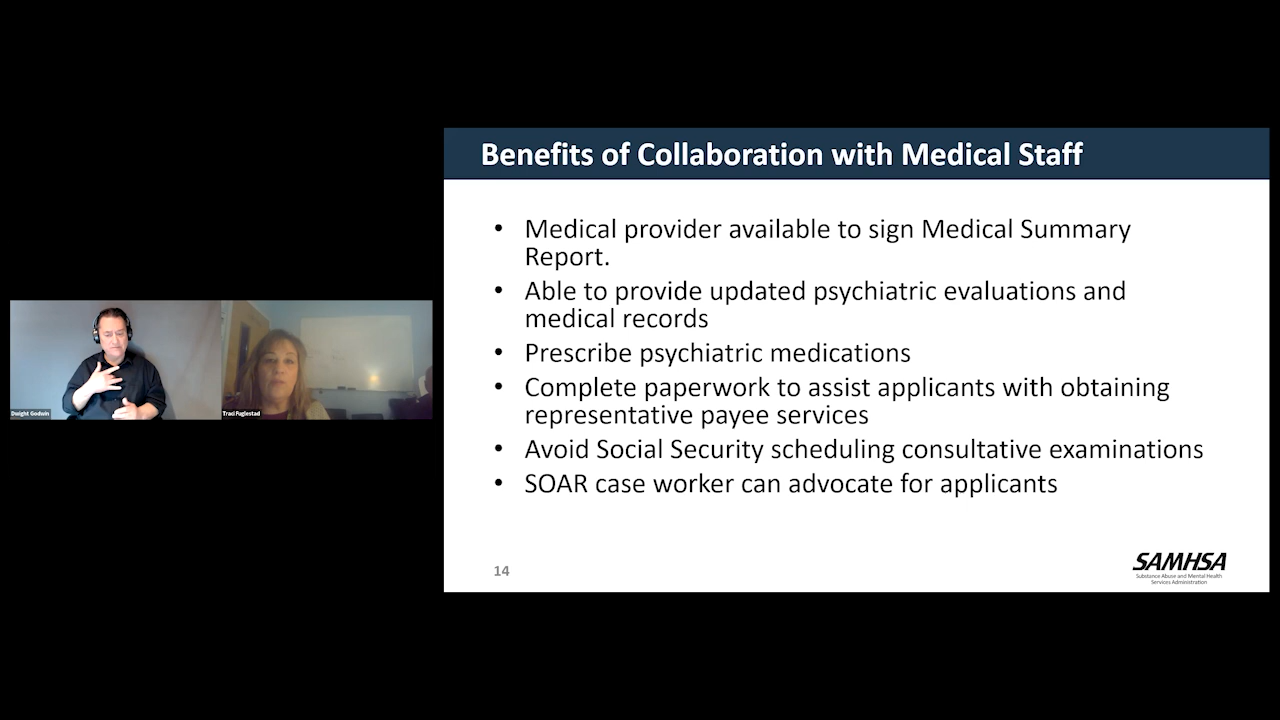 Benefits of Collaboration with Medical Staff
• Medical provider available to sign Medical Summary
Report.
• Able to provide updated psychiatric evaluations and
medical records
• Prescribe psychiatric medications
• Complete paperwork to assist applicants with obtaining
representative payee services
• Avoid Social Security scheduling consultative examinations
• SOAR case worker can advocate for applicants
Dwight Godwin
Traci Fuglestad
14
SAMHSA
Substance Abuse and Mental Health
Services Administration